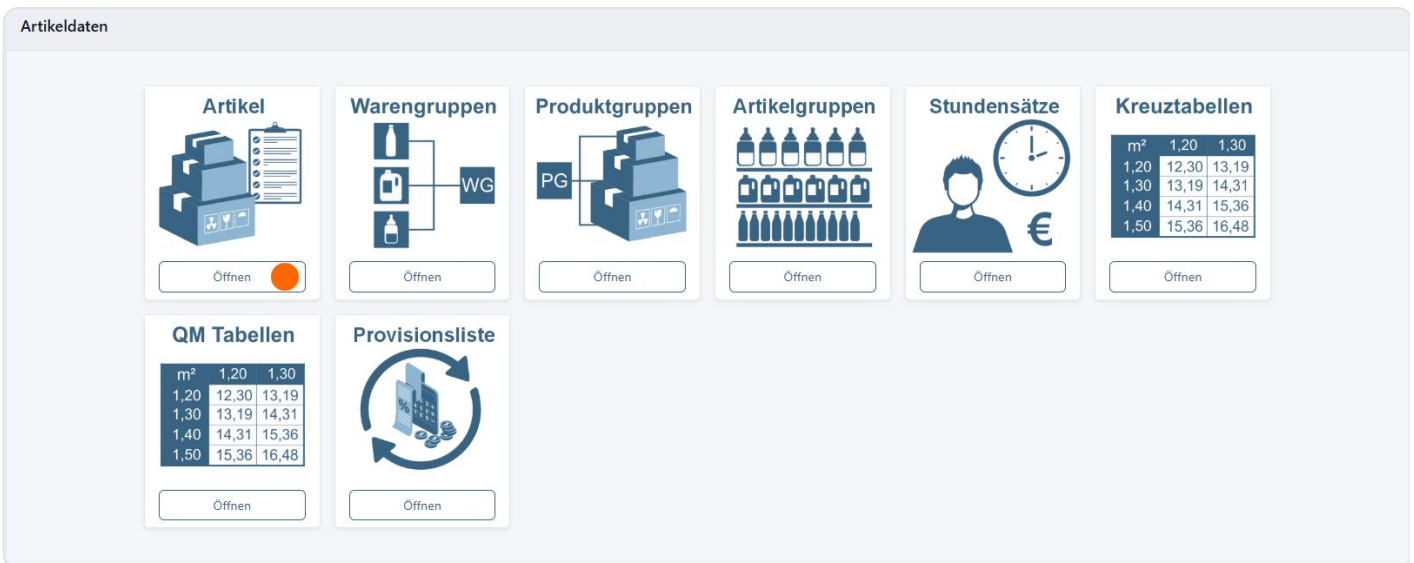 Artikeldaten
Artikel
Öffnen
Warengruppen
WG
Öffnen
Produktgruppen
PG
Öffnen
Artikelgruppen
Öffnen
Stundensätze
€
Öffnen
Kreuztabellen
m² 1,20 1,30
1,20 12,30 13,19
1,30 13,19 14,31
1,40 14,31 15,36
1,50 15,36 16,48
Öffnen
QM Tabellen
m² 1,20 1,30
1,20 12,30 13,19
1,30 13,19 14,31
1,40 14,31 15,36
1,50 15,36 16,48
Öffnen
Provisionsliste
%
Öffnen